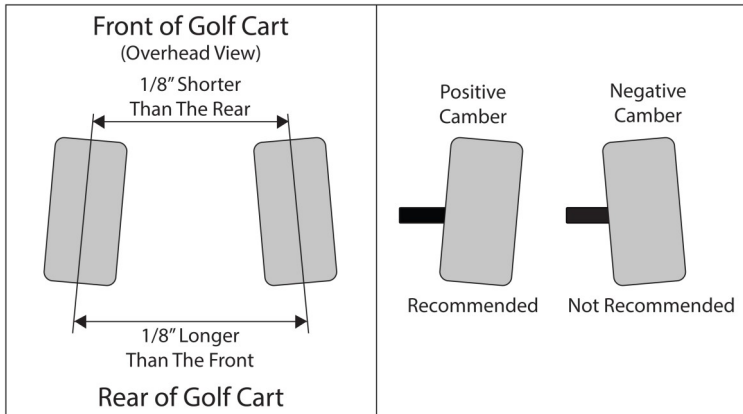 Front of Golf Cart
(Overhead View)
1/8” Shorter
Than The Rear
1/8” Longer
Than The Front
Rear of Golf Cart
Positive
Camber
Negative
Camber
Recommended
Not Recommended